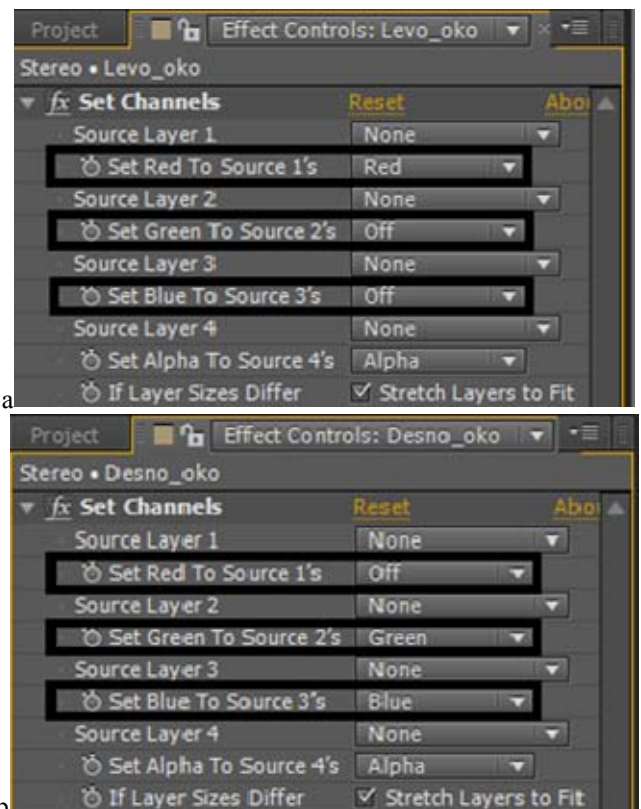 Project Effect Controls: Levo_oko ×
Stereo • Levo_oko
fx Set Channels Reset
Source Layer 1 None
Set Red To Source 1's Red
Source Layer 2 None
Set Green To Source 2's Off
Source Layer 3 None
Set Blue To Source 3's Off
Source Layer 4 None
Set Alpha To Source 4's Alpha
If Layer Sizes Differ Stretch Layers to Fit
a
Project Effect Controls: Desno_oko
Stereo • Desno_oko
fx Set Channels Reset
Source Layer 1 None
Set Red To Source 1's Off
Source Layer 2 None
Set Green To Source 2's Green
Source Layer 3 None
Set Blue To Source 3's Blue
Source Layer 4 None
Set Alpha To Source 4's Alpha
If Layer Sizes Differ Stretch Layers to Fit